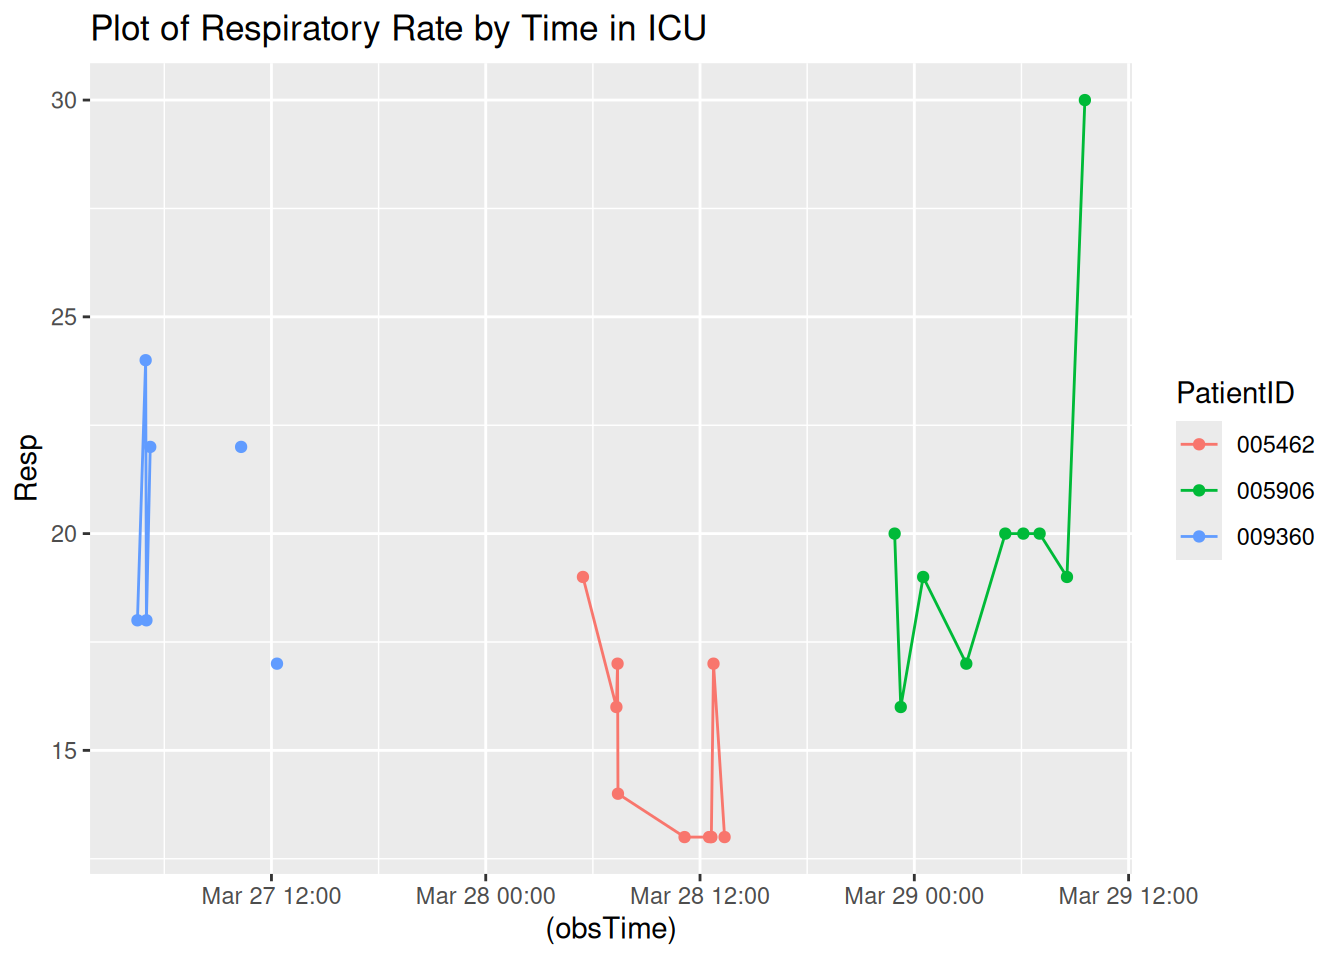 Plot of Respiratory Rate by Time in ICU
30
25
20
15
Resp
Mar 27 12:00
Mar 28 00:00
Mar 28 12:00
Mar 29 00:00
Mar 29 12:00
(obsTime)
PatientID
005462
005906
009360